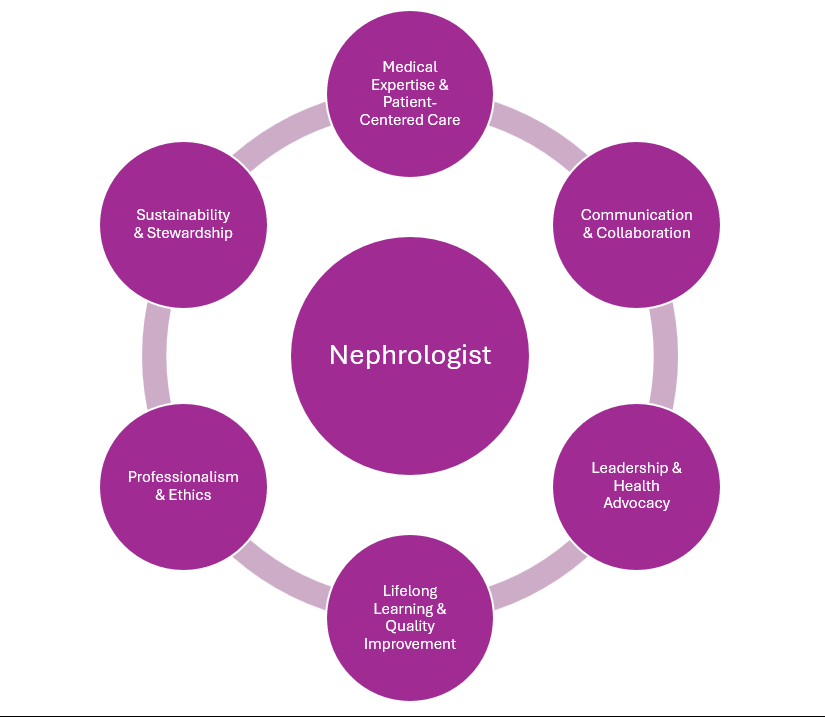 Medical
Expertise &
Patient-
Centered Care
Communication
& Collaboration
Leadership &
Health
Advocacy
Lifelong
Learning &
Quality
Improvement
Professionalism
& Ethics
Sustainability
& Stewardship
Nephrologist